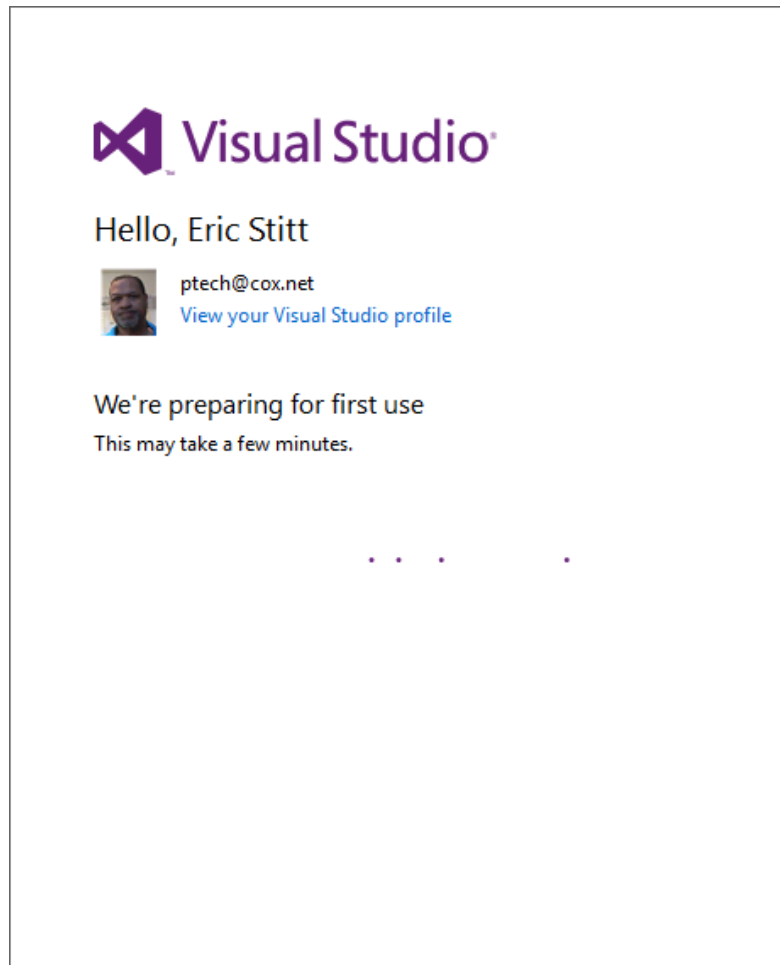 Visual Studio®
™
Hello, Eric Stitt
ptech@cox.net
View your Visual Studio profile
We're preparing for first use
This may take a few minutes.